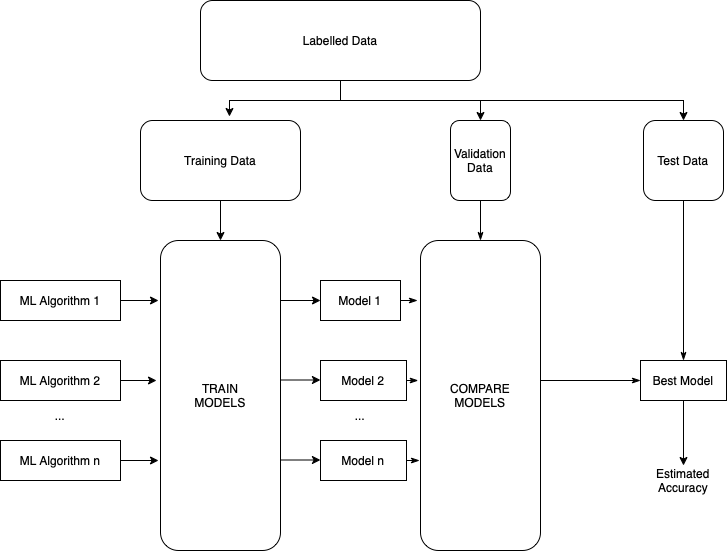 Labelled Data
Training Data
Validation
Data
Test Data
ML Algorithm 1
Model 1
ML Algorithm 2
TRAIN
MODELS
Model 2
COMPARE
MODELS
Best Model
...
...
ML Algorithm n
Model n
Estimated
Accuracy